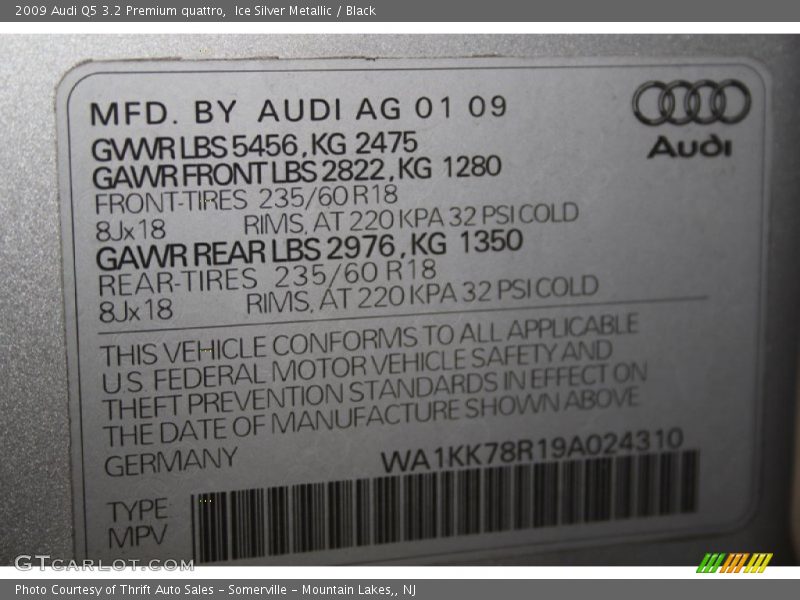 2009 Audi Q5 3.2 Premium quattro,  Ice Silver Metallic / Black
MFD. BY AUDI AG 01 09
Audi
GVWR LBS 5456, KG 2475
GAWR FRONT LBS 2822, KG 1280
FRONT-TIRES 235/60 R18
8Jx18 RIMS, AT 220 KPA 32 PSI COLD
GAWR REAR LBS 2976, KG 1350
REAR-TIRES 235/60 R18
8Jx18 RIMS, AT 220 KPA 32 PSI COLD
THIS VEHICLE CONFORMS TO ALL APPLICABLE
U.S. FEDERAL MOTOR VEHICLE SAFETY AND
THEFT PREVENTION STANDARDS IN EFFECT ON
THE DATE OF MANUFACTURE SHOWN ABOVE
GERMANY WA1KK78R19A024310
TYPE
MPV
GTCARLOT.COM
Photo Courtesy of Thrift Auto Sales - Somerville - Mountain Lakes,, NJ